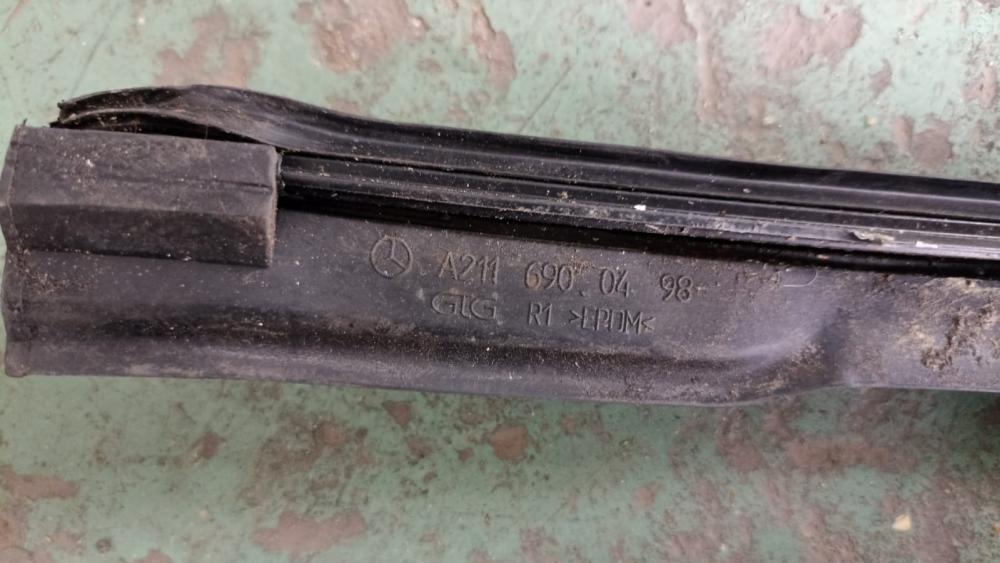 A211 690 04 98
GIG R1 >EPDM<